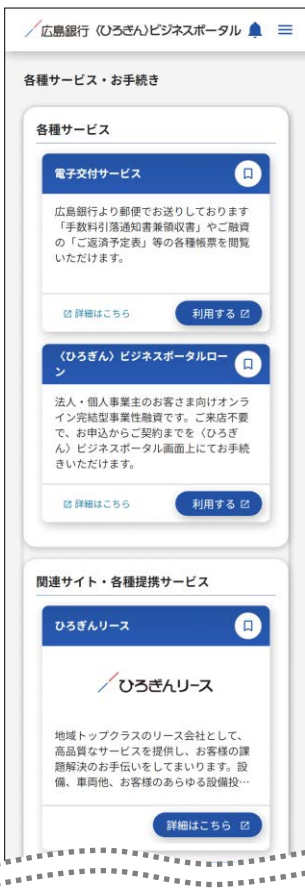 広島銀行〈ひろぎん〉ビジネスポータル
各種サービス・お手続き
各種サービス
電子交付サービス
広島銀行より郵便でお送りしております
「手数料引落通知書兼領収書」やご融資
の「ご返済予定表」等の各種帳票を閲覧
いただけます。
詳細はこちら
利用する
〈ひろぎん〉ビジネスポータルロー
ン
法人・個人事業主のお客さま向けオンラ
イン完結型事業性融資です。ご来店不要
で、お申込からご契約までを〈ひろぎ
ん〉ビジネスポータル画面上にてお手続
きいただけます。
詳細はこちら
利用する
関連サイト・各種提携サービス
ひろぎんリース
ひろぎんリース
地域トップクラスのリース会社として、
高品質なサービスを提供し、お客様の課
題解決のお手伝いをしてまいります。設
備、車両他、お客様のあらゆる設備投…
詳細はこちら